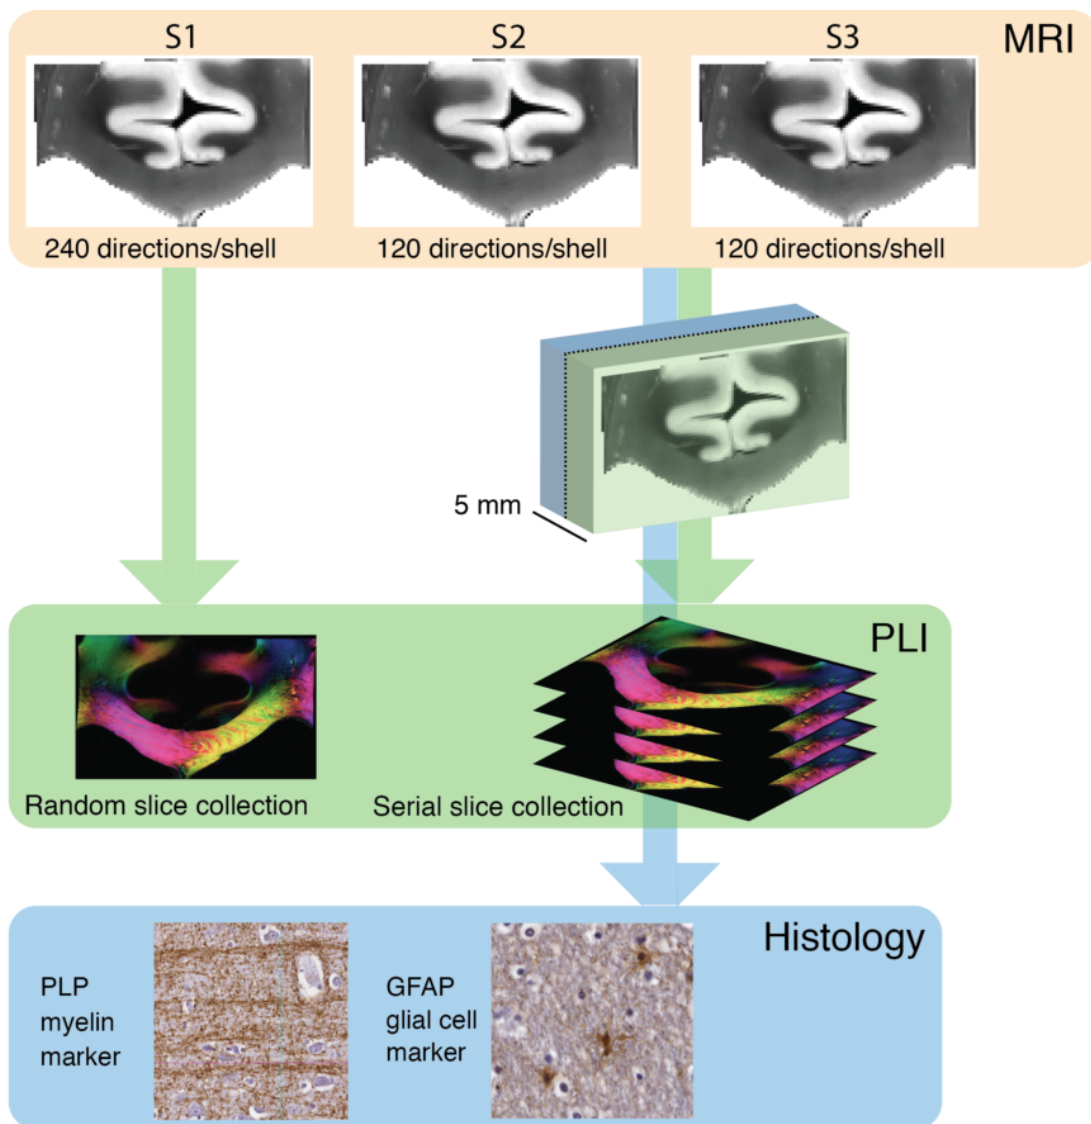 S1
S2
S3
MRI
240 directions/shell
120 directions/shell
120 directions/shell
5 mm
PLI
Random slice collection
Serial slice collection
Histology
PLP
myelin
marker
GFAP
glial cell
marker